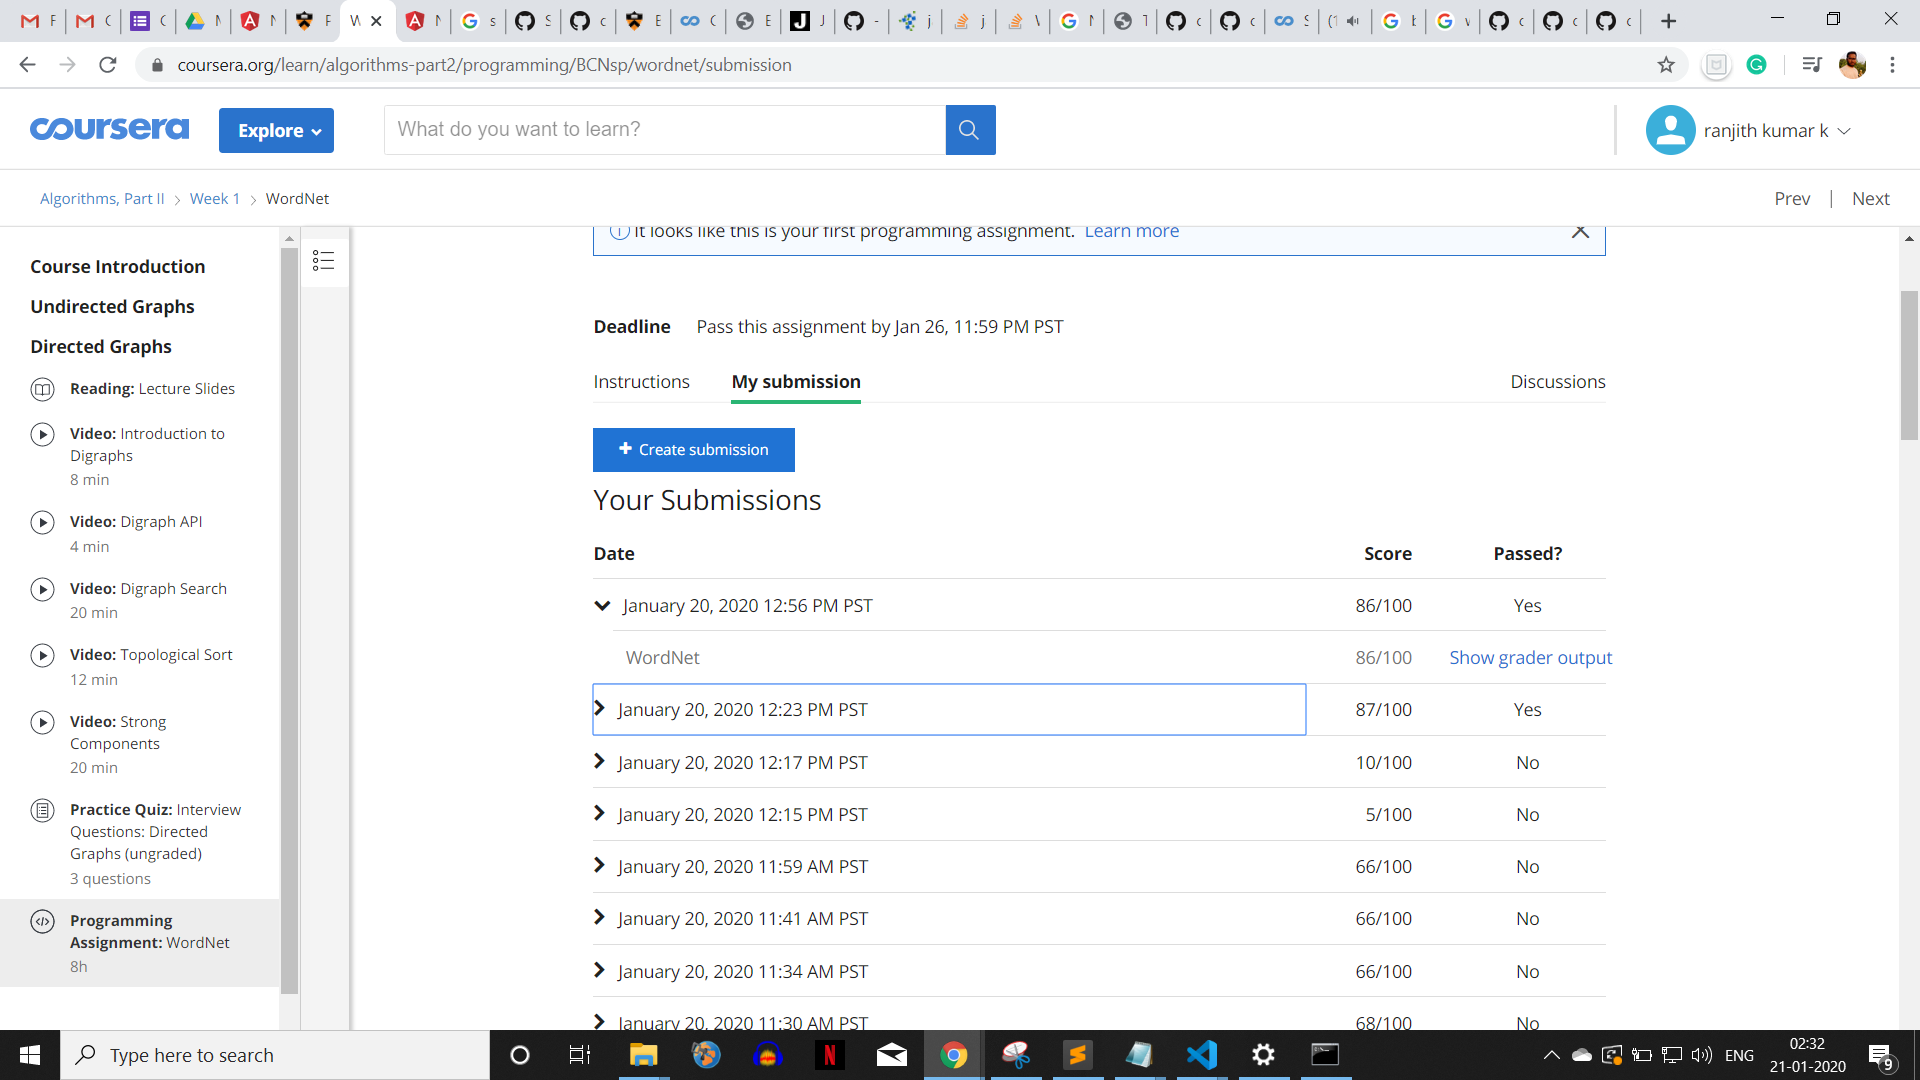 coursera.org/learn/algorithms-part2/programming/BCNsp/wordnet/submission
coursera
Explore
What do you want to learn?
ranjith kumar k
Algorithms, Part II
Week 1
WordNet
Prev
Next
Course Introduction
Undirected Graphs
Directed Graphs
Reading: Lecture Slides
Video: Introduction to
Digraphs
8 min
Video: Digraph API
4 min
Video: Digraph Search
20 min
Video: Topological Sort
12 min
Video: Strong
Components
20 min
Practice Quiz: Interview
Questions: Directed
Graphs (ungraded)
3 questions
Programming
Assignment: WordNet
8h
It looks like this is your first programming assignment. Learn more
Deadline Pass this assignment by Jan 26, 11:59 PM PST
Instructions My submission Discussions
+ Create submission
Your Submissions
Date Score Passed?
January 20, 2020 12:56 PM PST 86/100 Yes
WordNet 86/100 Show grader output
January 20, 2020 12:23 PM PST 87/100 Yes
January 20, 2020 12:17 PM PST 10/100 No
January 20, 2020 12:15 PM PST 5/100 No
January 20, 2020 11:59 AM PST 66/100 No
January 20, 2020 11:41 AM PST 66/100 No
January 20, 2020 11:34 AM PST 66/100 No
January 20, 2020 11:30 AM PST 68/100 No
Type here to search
ENG
02:32
21-01-2020
9